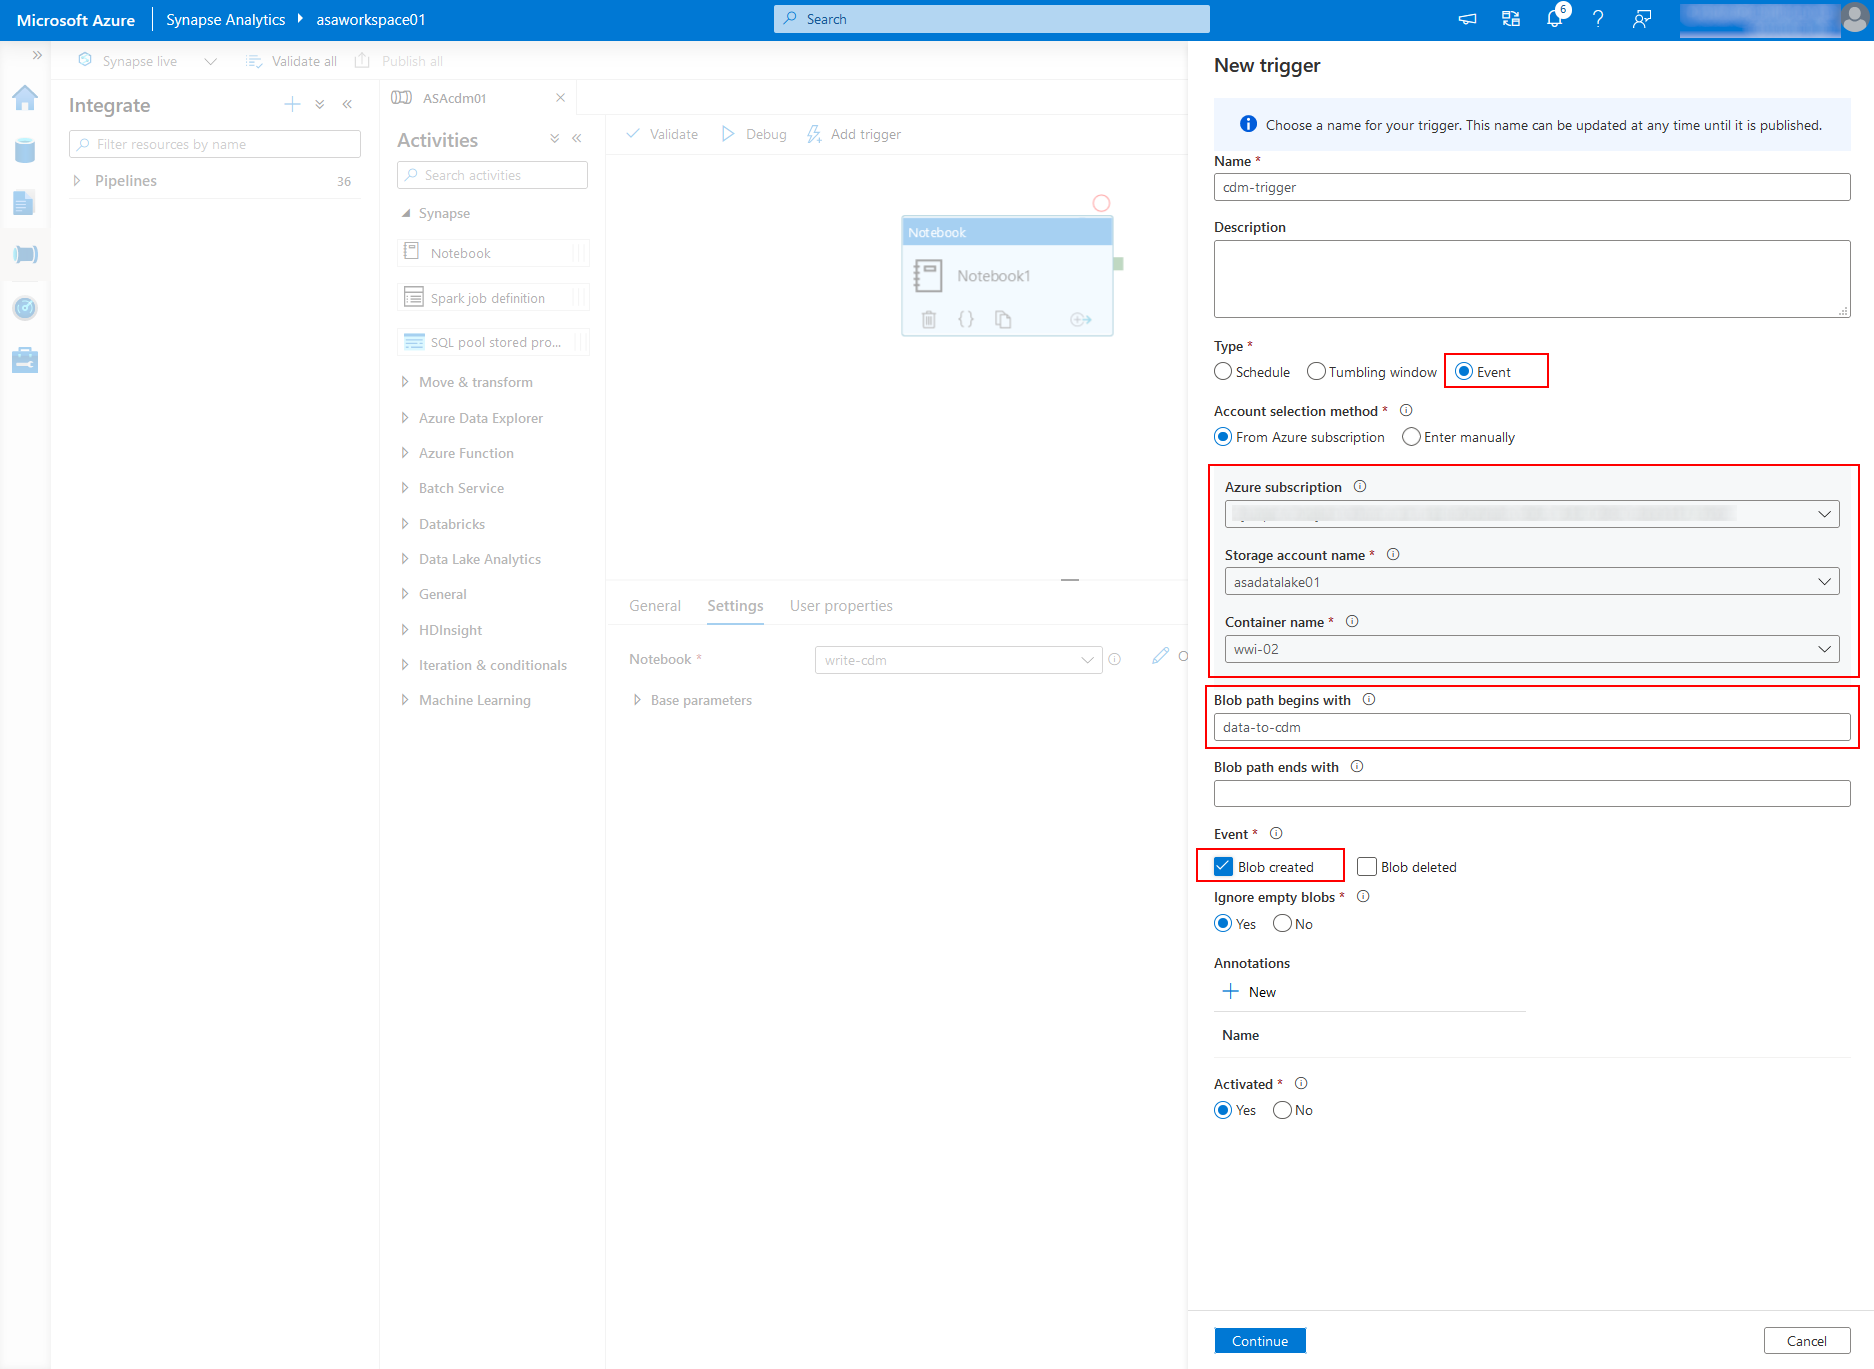 Microsoft Azure
Synapse Analytics
asaworkspace01
Search
6
Synapse live
Validate all
Publish all
Integrate
Filter resources by name
Pipelines
36
ASAcdm01
Activities
Search activities
Synapse
Notebook
Spark job definition
SQL pool stored pro...
Move & transform
Azure Data Explorer
Azure Function
Batch Service
Databricks
Data Lake Analytics
General
HDInsight
Iteration & conditionals
Machine Learning
Validate
Debug
Add trigger
Notebook
Notebook1
General
Settings
User properties
Notebook *
write-cdm
Base parameters
New trigger
Choose a name for your trigger. This name can be updated at any time until it is published.
Name *
cdm-trigger
Description
Type *
Schedule
Tumbling window
Event
Account selection method *
From Azure subscription
Enter manually
Azure subscription
Storage account name *
asadatalake01
Container name *
wwi-02
Blob path begins with
data-to-cdm
Blob path ends with
Event *
Blob created
Blob deleted
Ignore empty blobs *
Yes
No
Annotations
New
Name
Activated *
Yes
No
Continue
Cancel